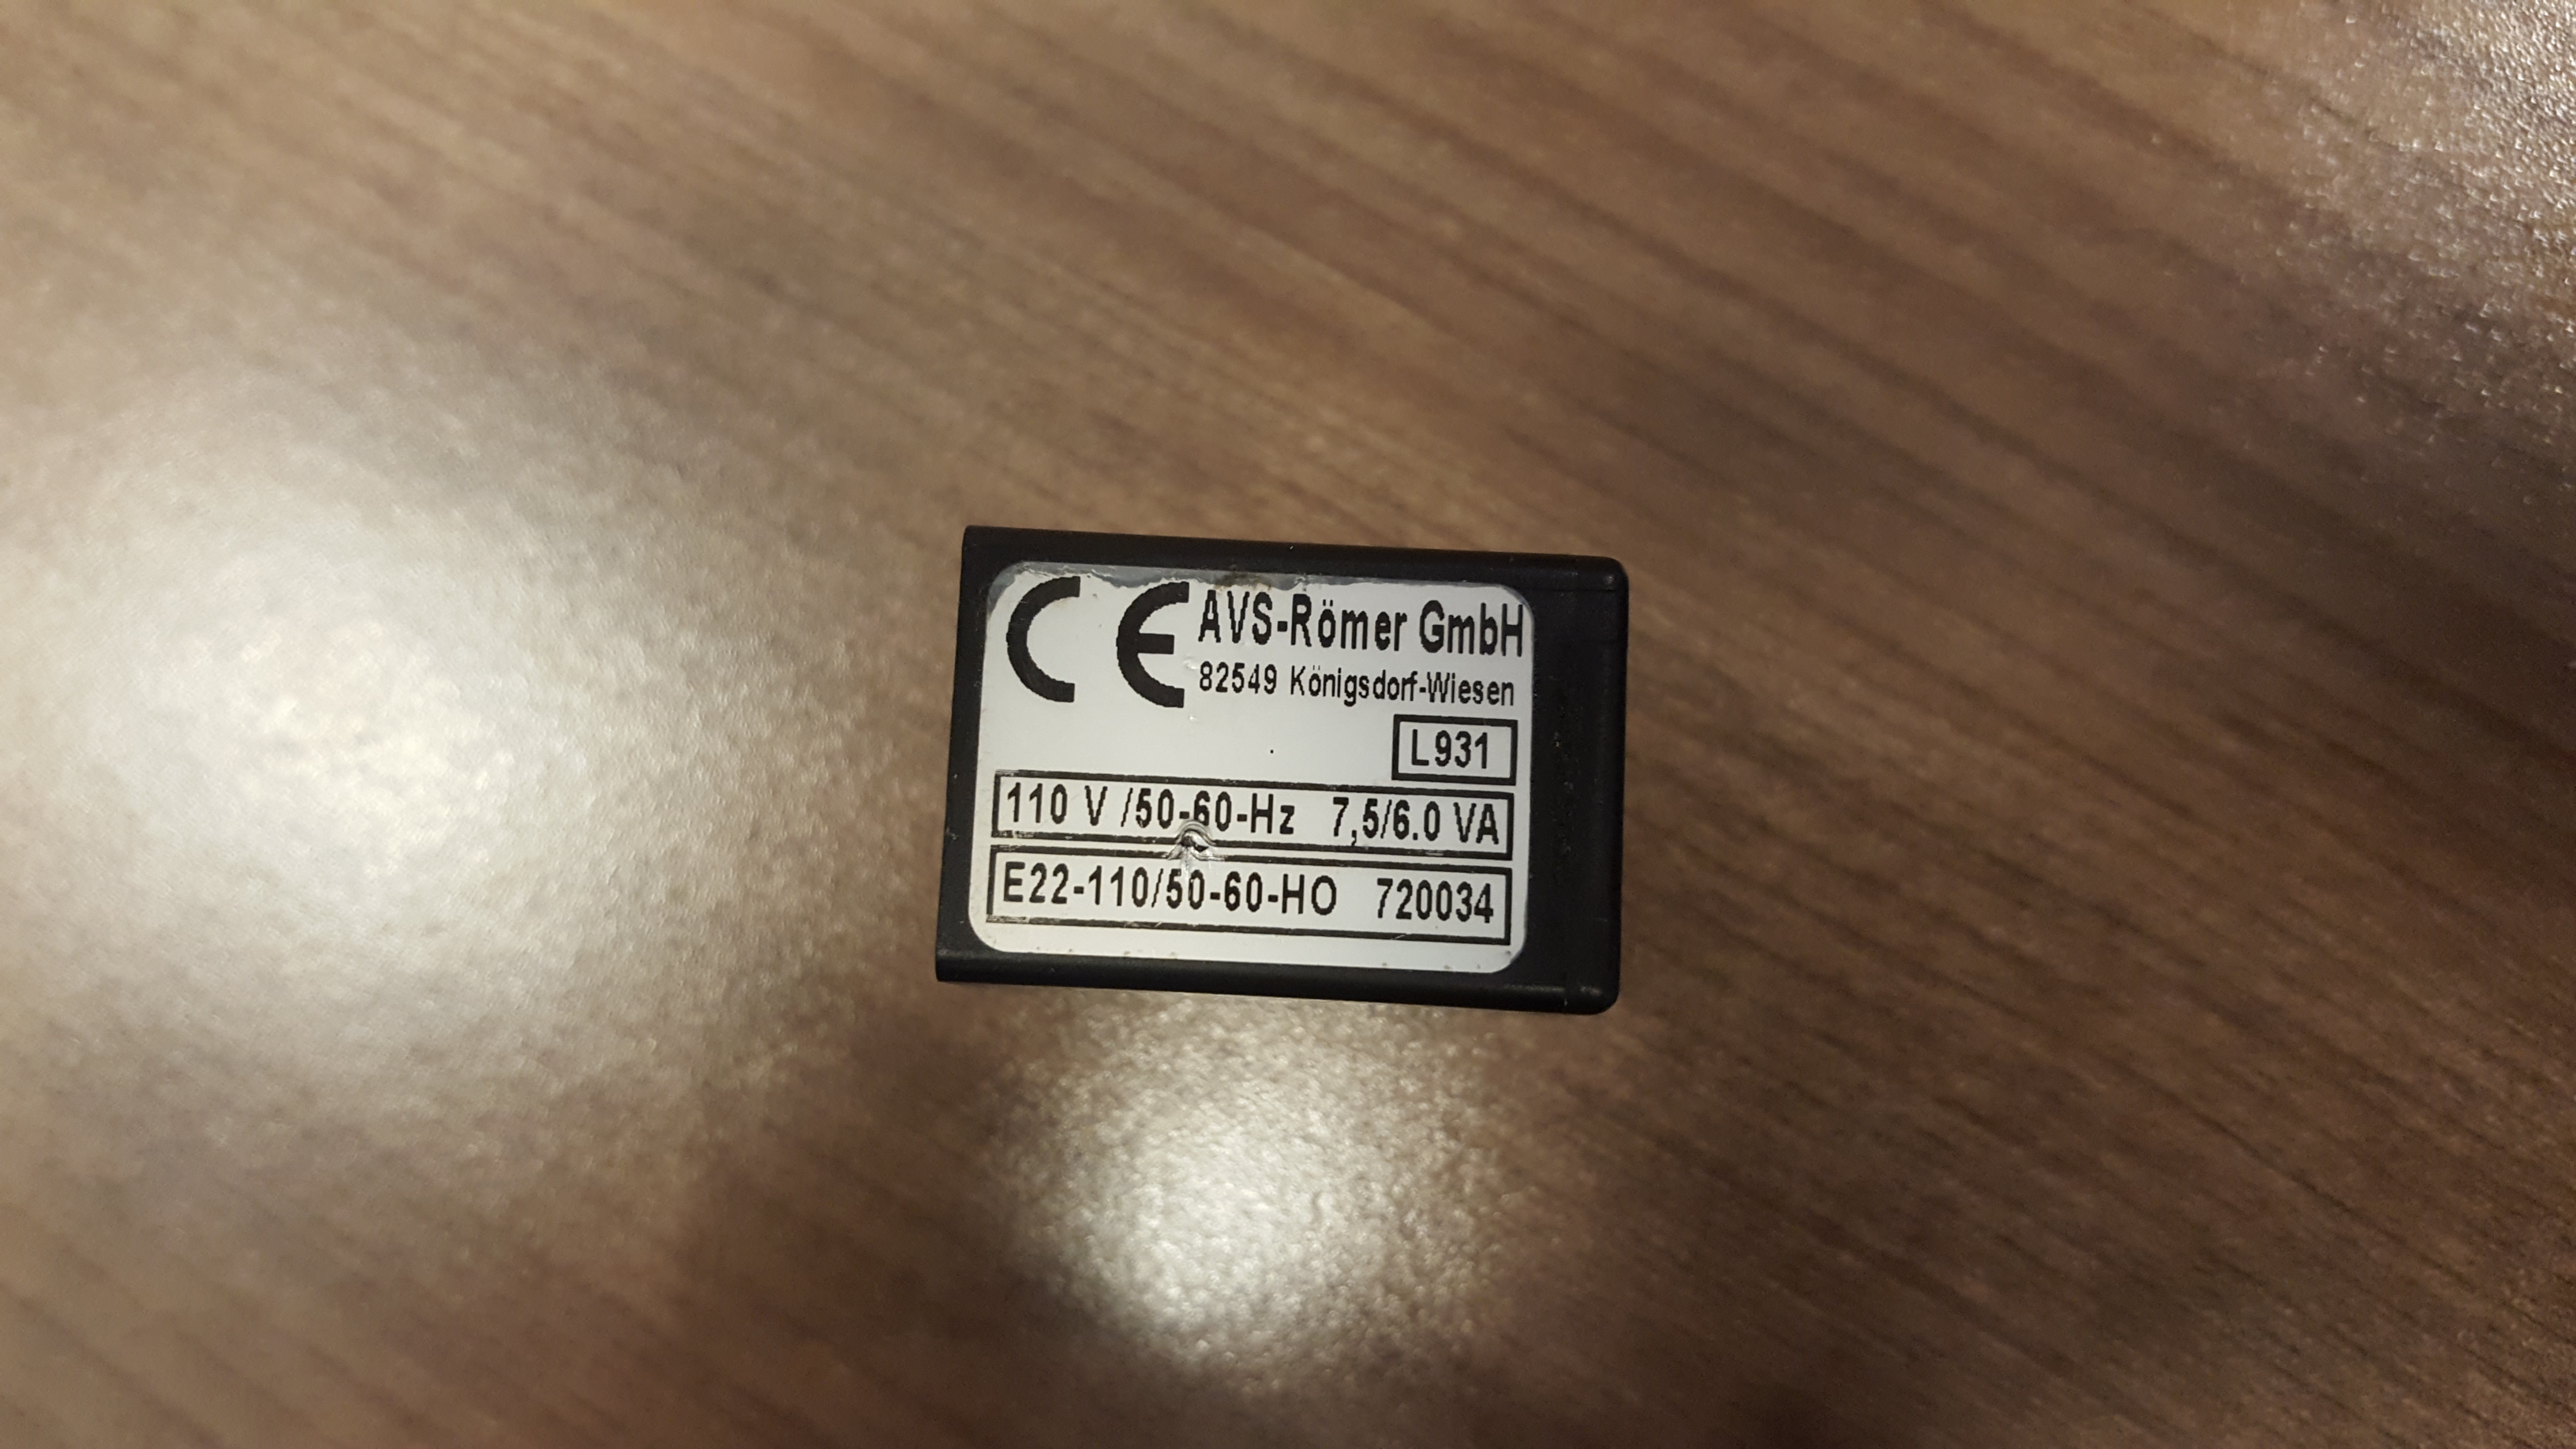 CE AVS-Römer GmbH
82549 Königsdorf-Wiesen
L931
110 V /50-60-Hz 7,5/6.0 VA
E22-110/50-60-HO 720034